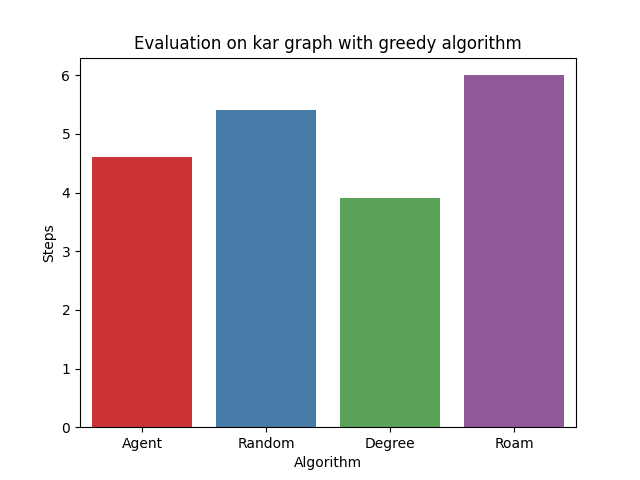 Evaluation on kar graph with greedy algorithm
6
5
4
3
2
1
0
Steps
Agent Random Degree Roam
Algorithm